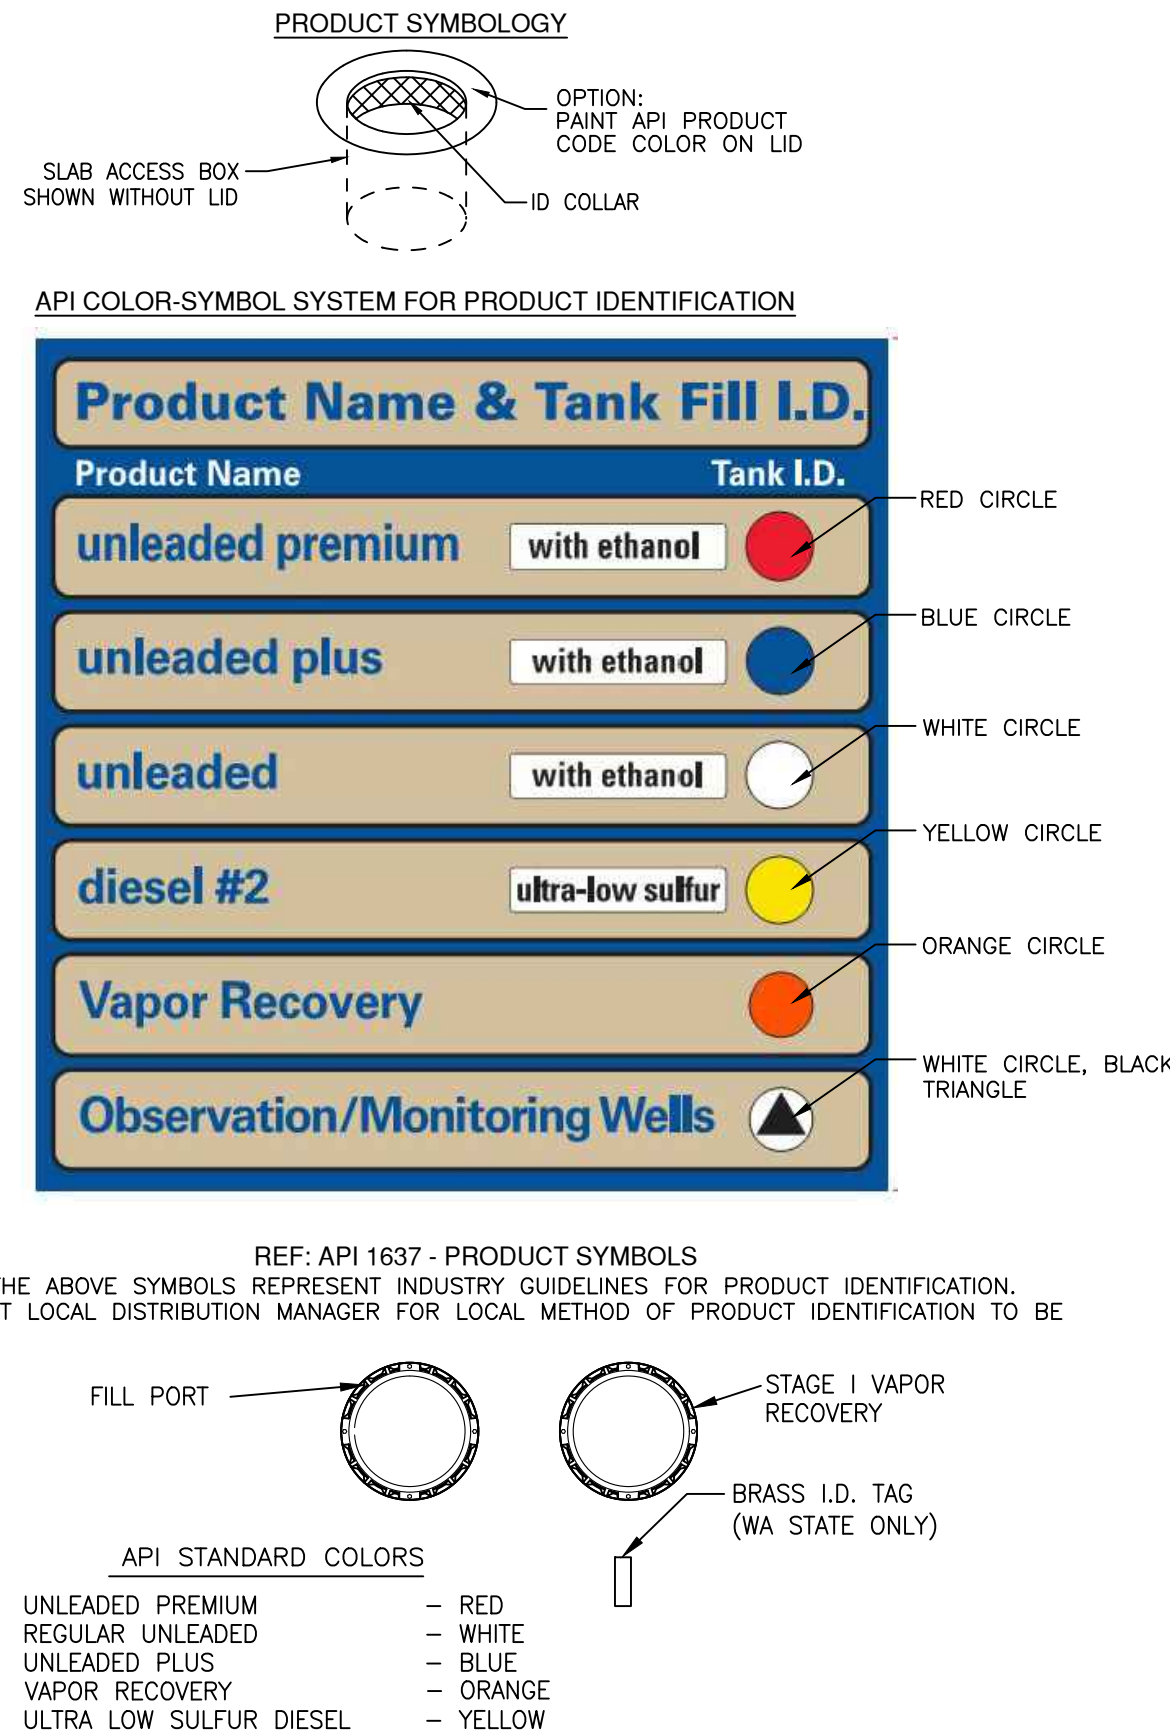 PRODUCT SYMBOLOGY
OPTION:
PAINT API PRODUCT
CODE COLOR ON LID
SLAB ACCESS BOX
SHOWN WITHOUT LID
ID COLLAR
API COLOR-SYMBOL SYSTEM FOR PRODUCT IDENTIFICATION
Product Name & Tank Fill I.D.
Product Name Tank I.D.
RED CIRCLE
unleaded premium with ethanol
BLUE CIRCLE
unleaded plus with ethanol
WHITE CIRCLE
unleaded with ethanol
YELLOW CIRCLE
diesel #2 ultra-low sulfur
ORANGE CIRCLE
Vapor Recovery
WHITE CIRCLE, BLACK
TRIANGLE
Observation/Monitoring Wells
REF: API 1637 - PRODUCT SYMBOLS
THE ABOVE SYMBOLS REPRESENT INDUSTRY GUIDELINES FOR PRODUCT IDENTIFICATION.
T LOCAL DISTRIBUTION MANAGER FOR LOCAL METHOD OF PRODUCT IDENTIFICATION TO BE
FILL PORT
STAGE I VAPOR
RECOVERY
BRASS I.D. TAG
(WA STATE ONLY)
API STANDARD COLORS
UNLEADED PREMIUM – RED
REGULAR UNLEADED – WHITE
UNLEADED PLUS – BLUE
VAPOR RECOVERY – ORANGE
ULTRA LOW SULFUR DIESEL – YELLOW